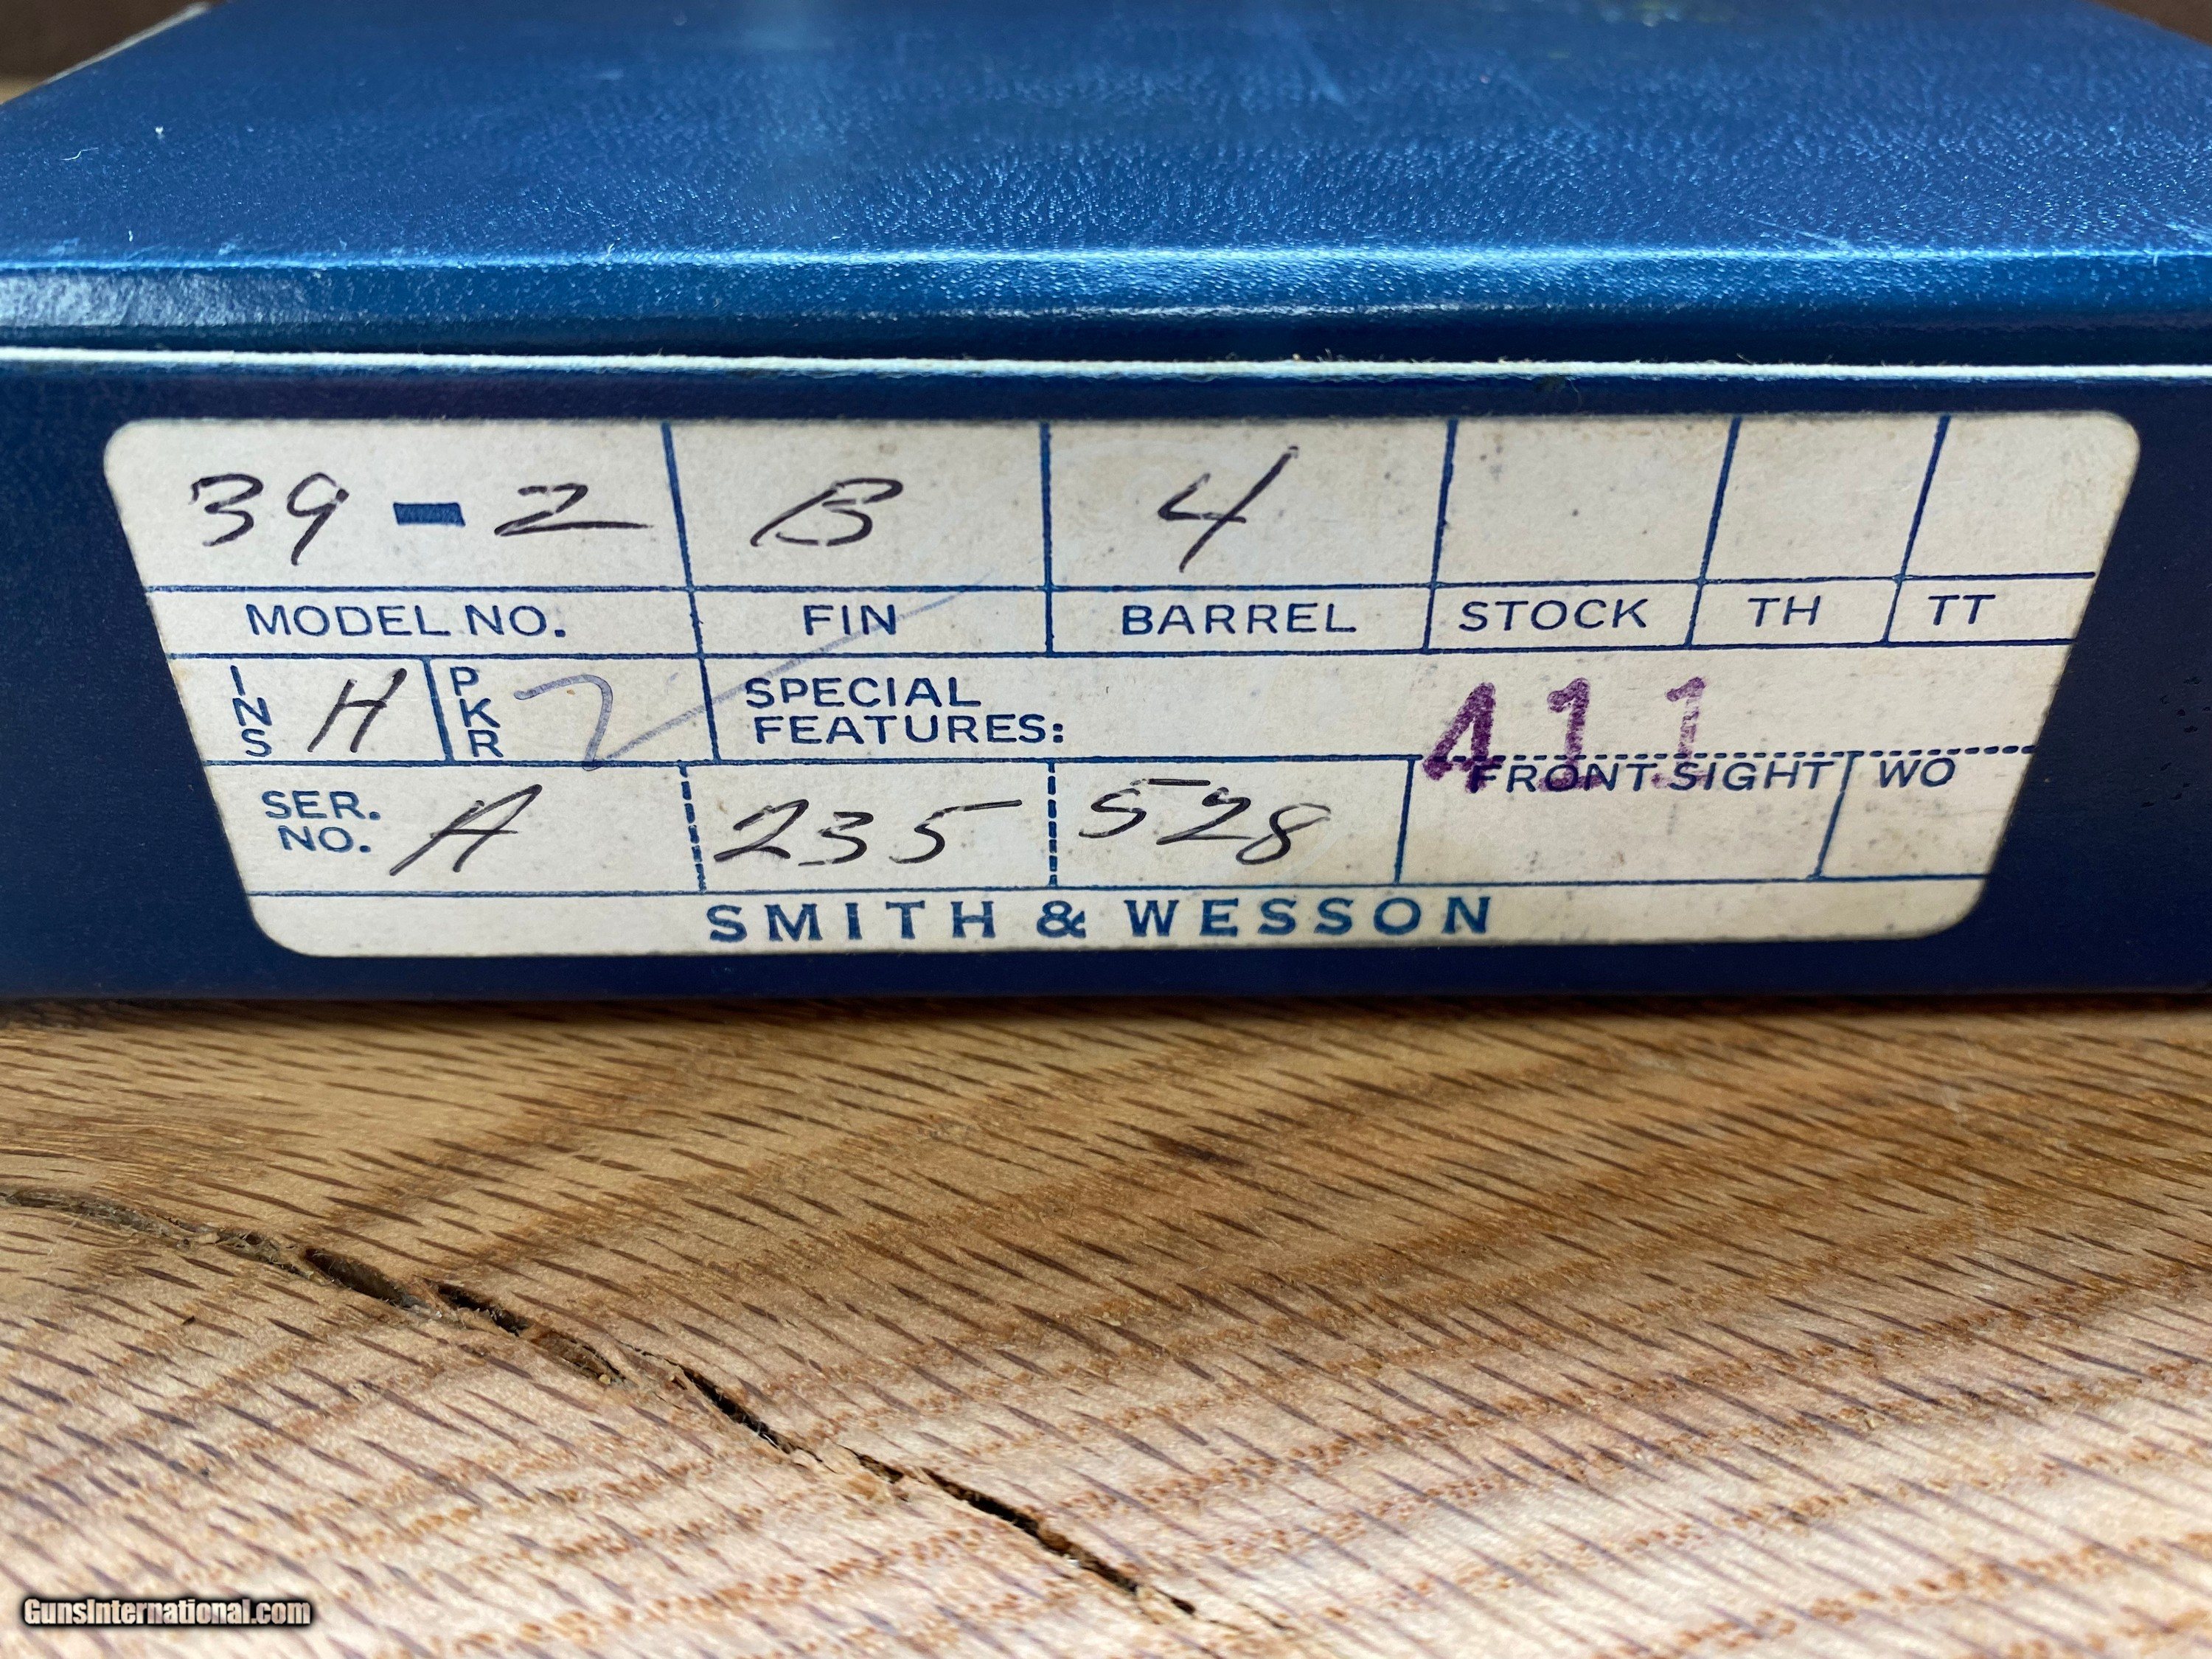 39-2 B 4
MODEL NO. FIN BARREL STOCK TH TT
INS H PKR 2 SPECIAL FEATURES: 411
SER. NO. A 235 528 FRONT SIGHT WO
SMITH & WESSON
GunsInternational.com